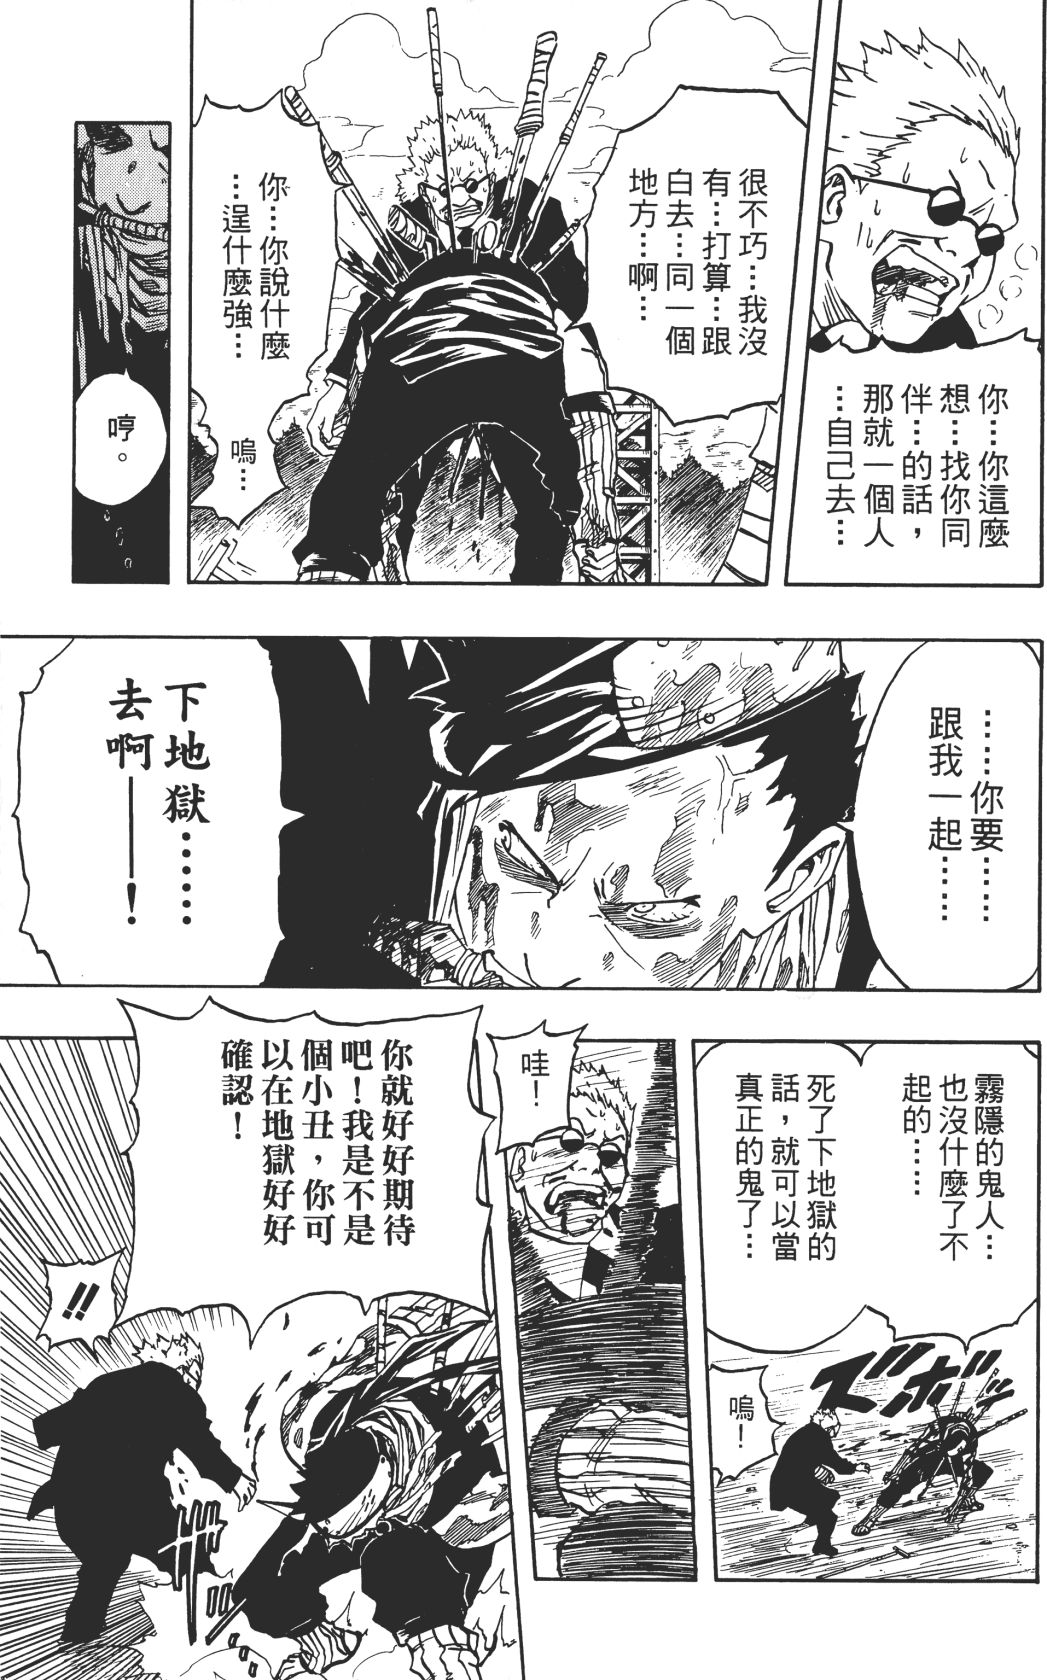 你…你這麼
想…找你同
伴…的話，
那就一個人
…自己去…
很不巧…我沒
有…打算…跟
白去…同一個
地方…啊…
你…你說什麼
…逞什麼強…
嗚…
哼。
……你要……
跟我一起……
下地獄……
去啊——！
霧隱的鬼人…
也沒什麼了不
起的……
死了下地獄的
話，就可以當
真正的鬼了…
ズボッ
嗚！
哇！
你就好好期待
吧！我是不是
個小丑，你可
以在地獄好好
確認！
!!